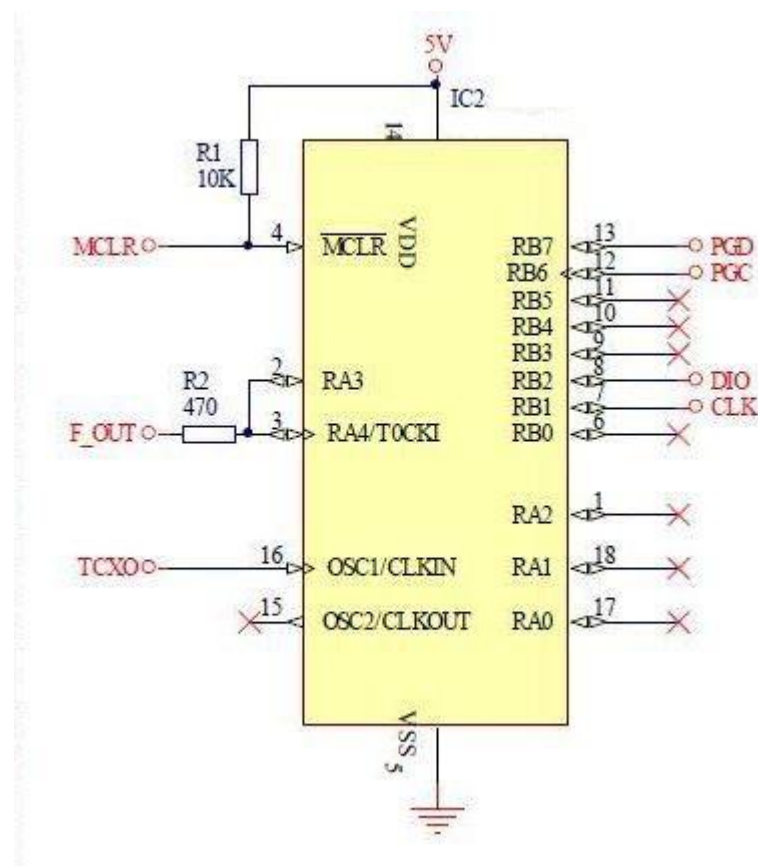 5V
IC2
14
R1
10K
VDD
MCLR
4
MCLR
RB7
13
PGD
RB6
12
PGC
RB5
11
RB4
10
RB3
9
R2
470
2
RA3
RB2
8
DIO
RB1
7
CLK
F_OUT
3
RA4/T0CKI
RB0
6
RA2
1
TCXO
16
OSC1/CLKIN
RA1
18
15
OSC2/CLKOUT
RA0
17
VSS
5